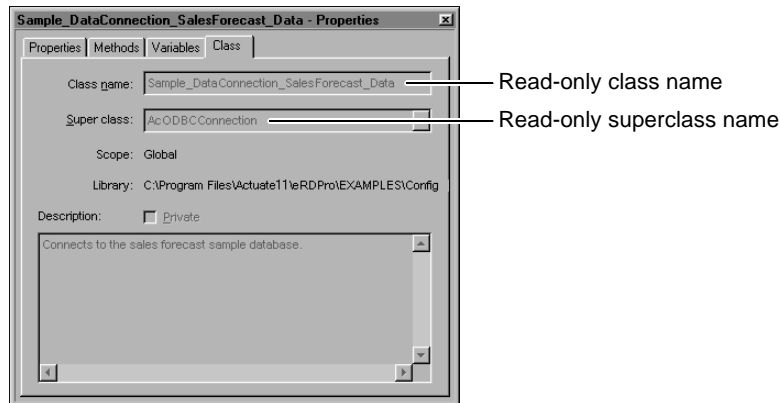 Sample_DataConnection_SalesForecast_Data - Properties
Properties Methods Variables Class
Class name: Sample_DataConnection_SalesForecast_Data
Read-only class name
Super class: AcODBCConnection
Read-only superclass name
Scope: Global
Library: C:\Program Files\Actuate11\eRDPro\EXAMPLES\Config
Description: Private
Connects to the sales forecast sample database.